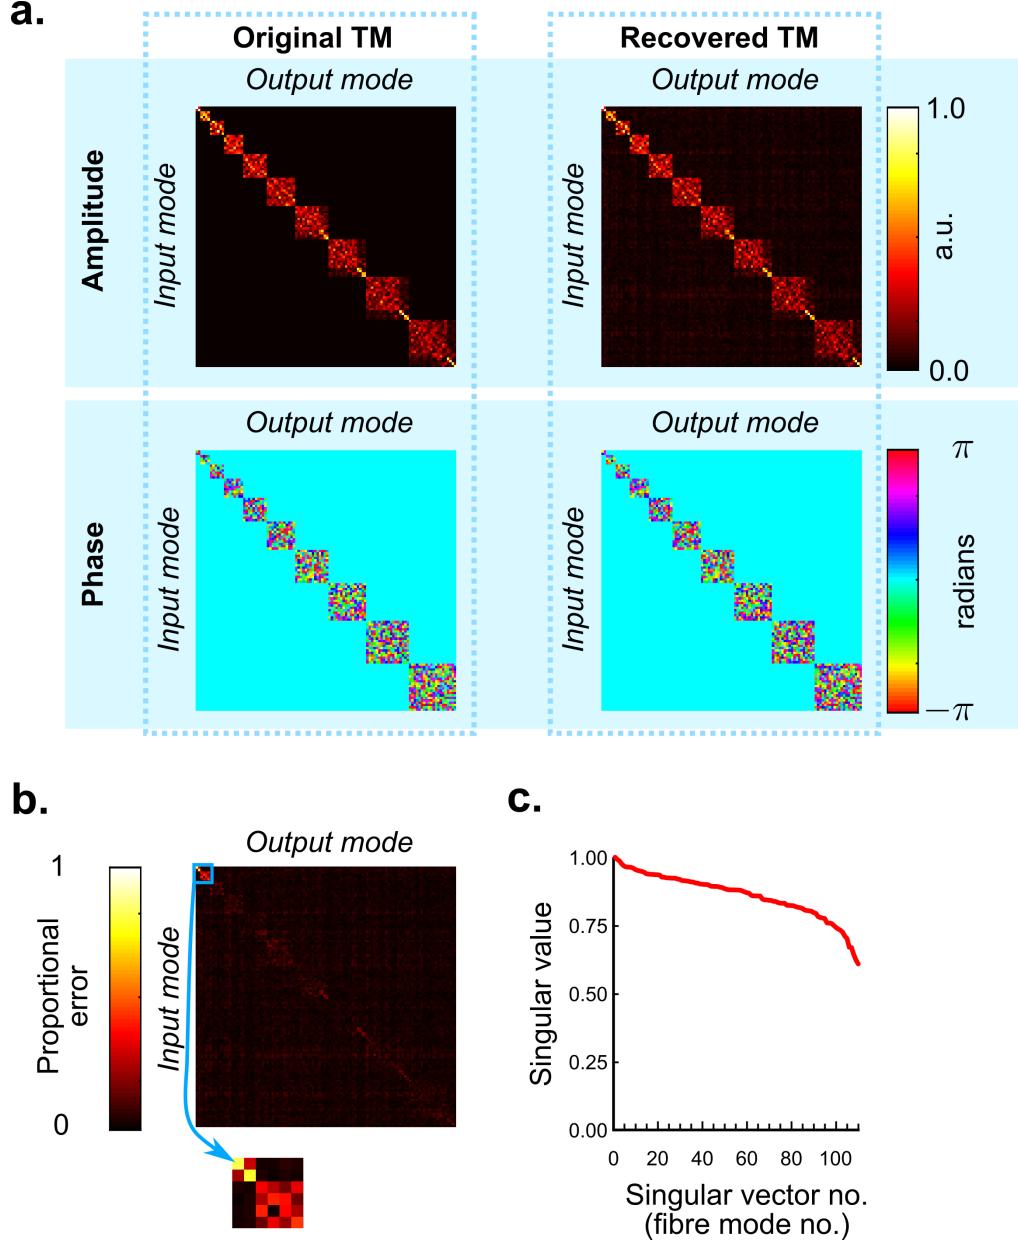 a.
Original TM
Recovered TM
Output mode
Output mode
Amplitude
Input mode
Input mode
1.0
a.u.
0.0
Output mode
Output mode
Phase
Input mode
Input mode
π
radians
−π
b.
Output mode
1
Proportional
error
0
Input mode
c.
1.00
0.75
0.50
0.25
0.00
Singular value
0 20 40 60 80 100
Singular vector no.
(fibre mode no.)